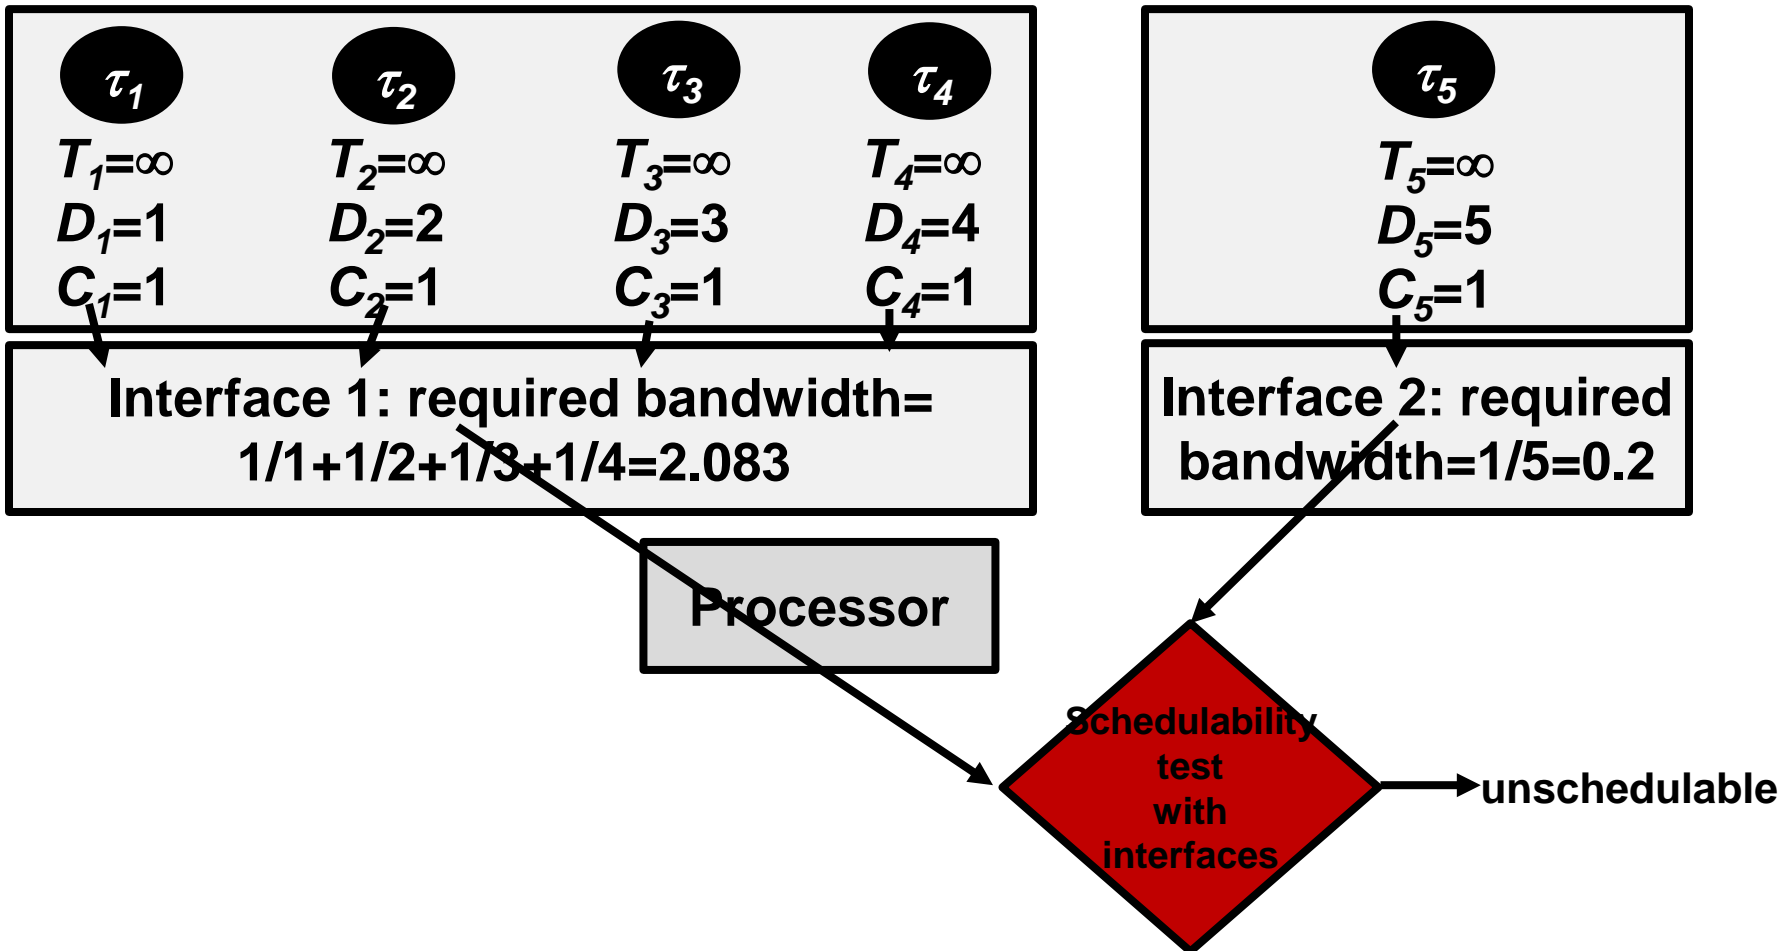 τ1 τ2 τ3 τ4
T1=∞ T2=∞ T3=∞ T4=∞
D1=1 D2=2 D3=3 D4=4
C1=1 C2=1 C3=1 C4=1
τ5
T5=∞
D5=5
C5=1
Interface 1: required bandwidth=
1/1+1/2+1/3+1/4=2.083
Interface 2: required
bandwidth=1/5=0.2
Processor
Schedulability
test
with
interfaces
unschedulable